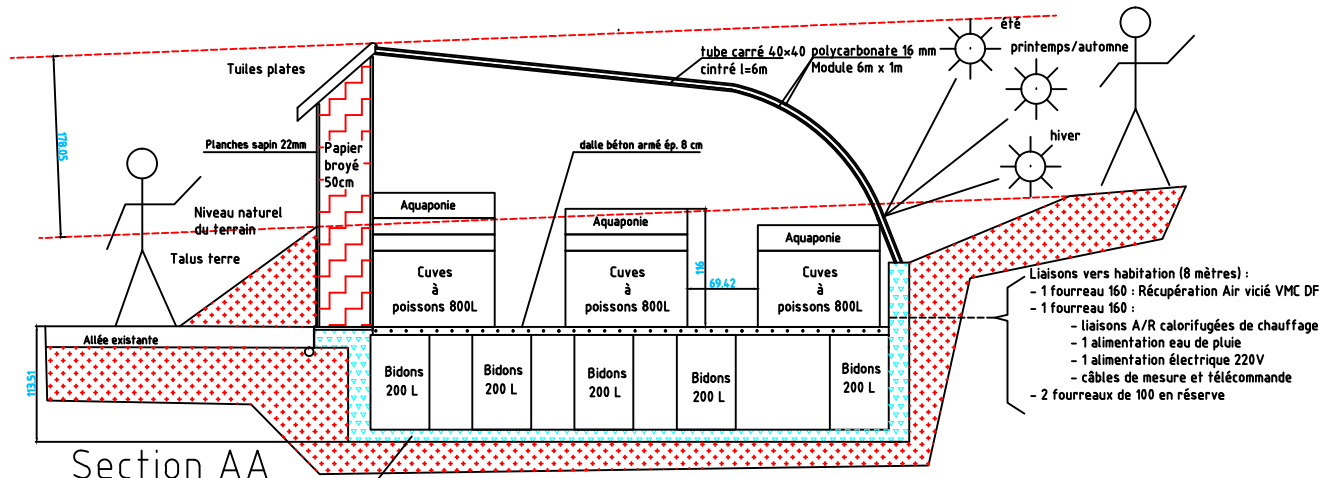 été
printemps/automne
hiver
tube carré 40x40
cintré l=6m
polycarbonate 16 mm
Module 6m x 1m
Tuiles plates
178.05
Planches sapin 22mm
Papier
broyé
50cm
dalle béton armé ép. 8 cm
Niveau naturel
du terrain
Talus terre
Aquaponie
Cuves
à
poissons 800L
Aquaponie
Cuves
à
poissons 800L
116
69.42
Aquaponie
Cuves
à
poissons 800L
Liaisons vers habitation (8 mètres) :
- 1 fourreau 160 : Récupération Air vicié VMC DF
- 1 fourreau 160 :
- liaisons A/R calorifugées de chauffage
- 1 alimentation eau de pluie
- 1 alimentation électrique 220V
- câbles de mesure et télécommande
- 2 fourreaux de 100 en réserve
Allée existante
113.51
Bidons
200 L
Bidons
200 L
Bidons
200 L
Bidons
200 L
Bidons
200 L
Section AA